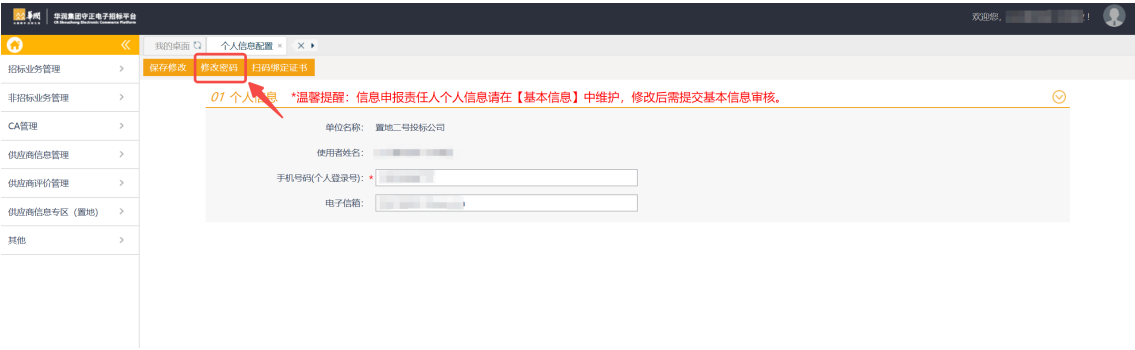 华润 华润集团守正电子招标平台
CR Shouzheng Electronic Commerce Platform
欢迎您， !
我的桌面 个人信息配置 × × 
保存修改 修改密码 扫码绑定证书
招标业务管理
非招标业务管理
CA管理
供应商信息管理
供应商评价管理
供应商信息专区（置地）
其他
01 个人信息 *温馨提醒：信息申报责任人个人信息请在【基本信息】中维护，修改后需提交基本信息审核。
单位名称： 置地二号投标公司
使用者姓名：
手机号码(个人登录号)： *
电子信箱：